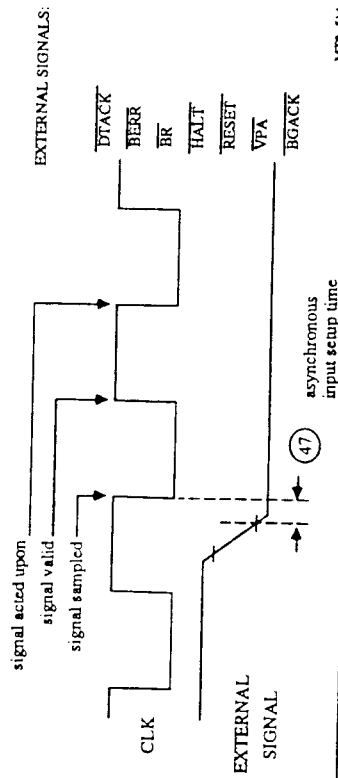 EXTERNAL SIGNALS:
signal acted upon
signal valid
signal sampled
CLK
EXTERNAL
SIGNAL
DTACK
BERR
BR
HALT
RESET
VPA
BGACK
47
asynchronous
input setup time